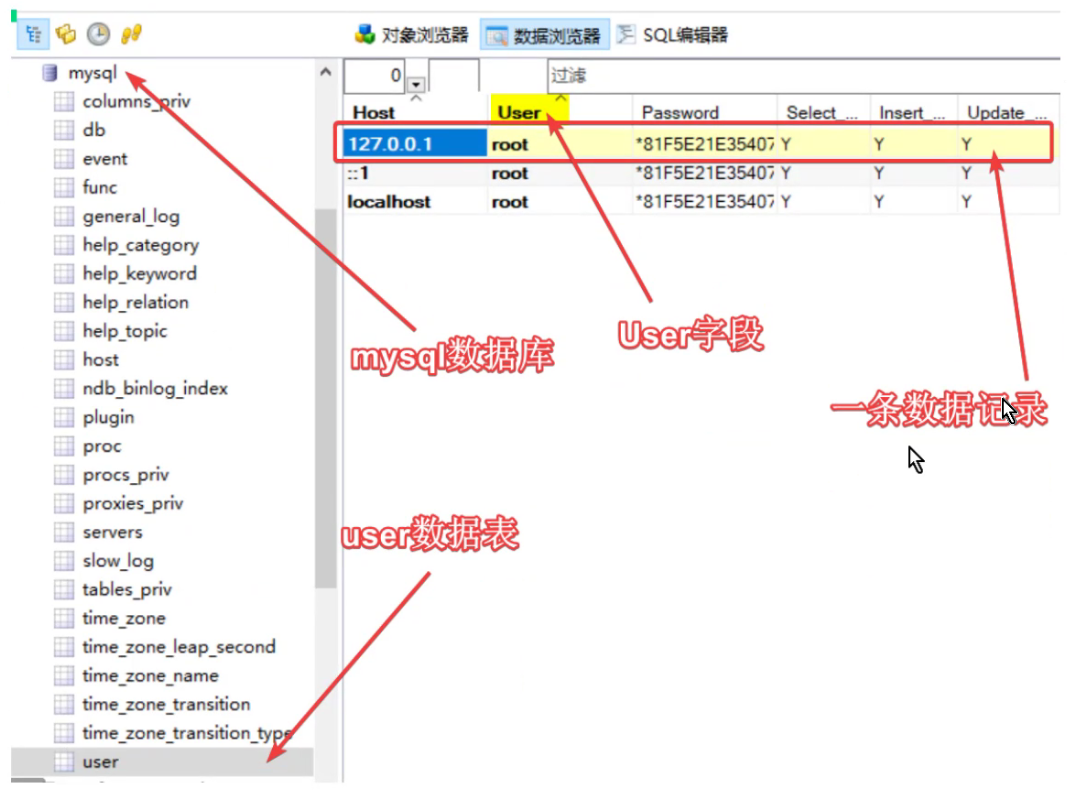 对象浏览器 数据浏览器 SQL编辑器
mysql
columns_priv
db
event
func
general_log
help_category
help_keyword
help_relation
help_topic
host
ndb_binlog_index
plugin
proc
procs_priv
proxies_priv
servers
slow_log
tables_priv
time_zone
time_zone_leap_second
time_zone_name
time_zone_transition
time_zone_transition_type
user
0 过滤
Host User Password Select_... Insert_... Update_...
127.0.0.1 root *81F5E21E35407 Y Y Y
::1 root *81F5E21E35407 Y Y Y
localhost root *81F5E21E35407 Y Y Y
User字段
mysql数据库
一条数据记录
user数据表